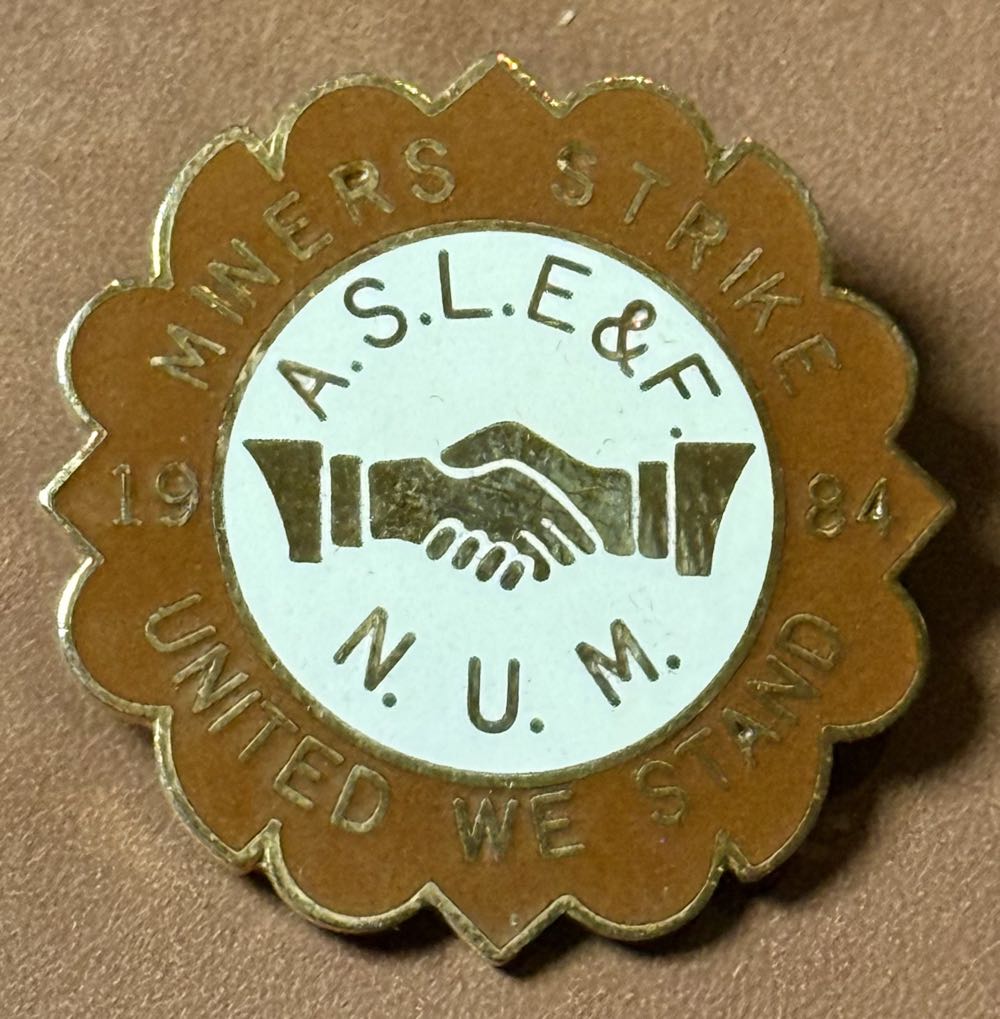 MINERS STRIKE
A.S.L.E&.F.
19 84
N.U.M.
UNITED WE STAND